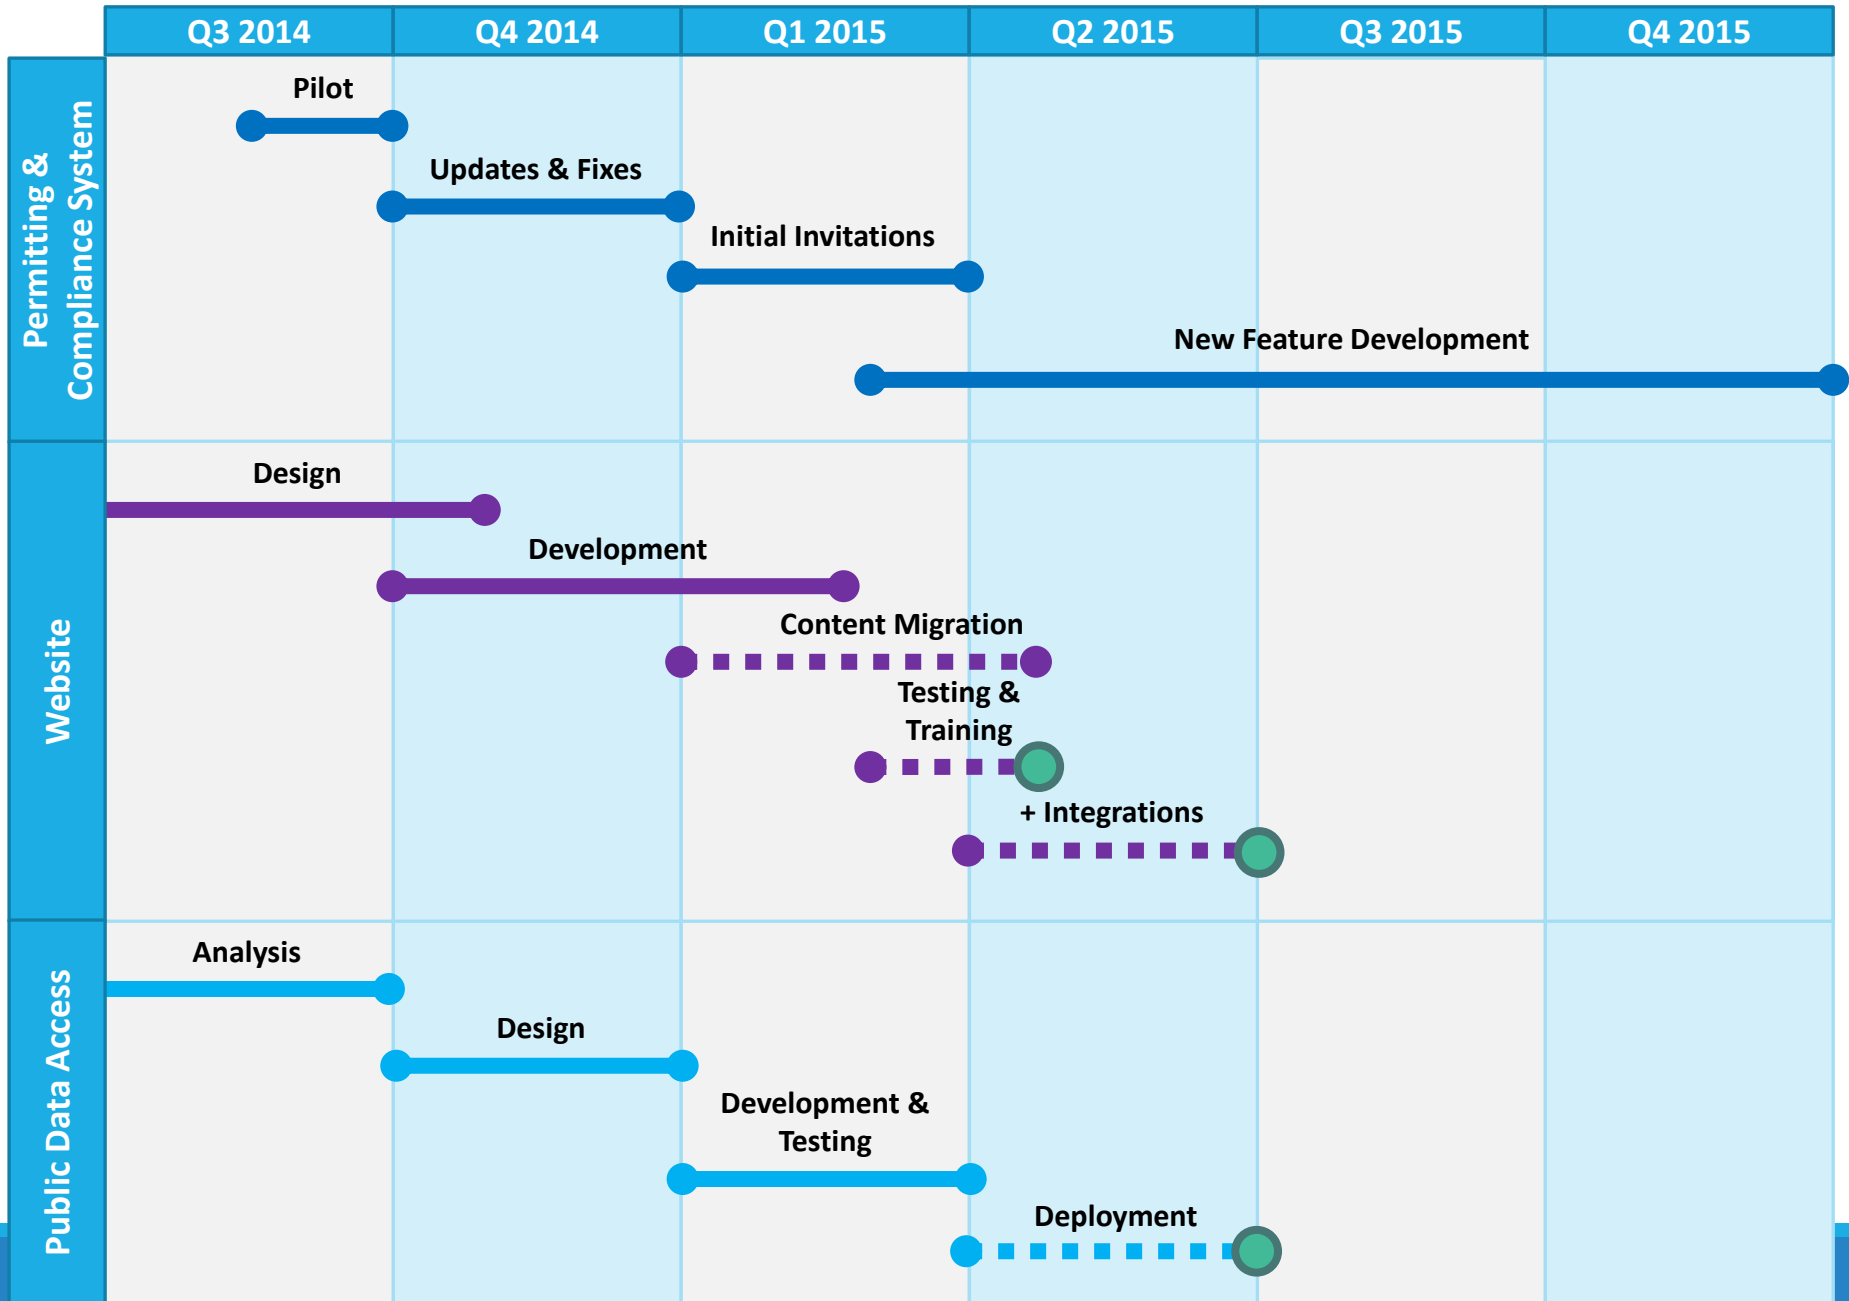 Q3 2014
Q4 2014
Q1 2015
Q2 2015
Q3 2015
Q4 2015
Permitting &
Compliance System
Pilot
Updates & Fixes
Initial Invitations
New Feature Development
Website
Design
Development
Content Migration
Testing &
Training
+ Integrations
Public Data Access
Analysis
Design
Development &
Testing
Deployment